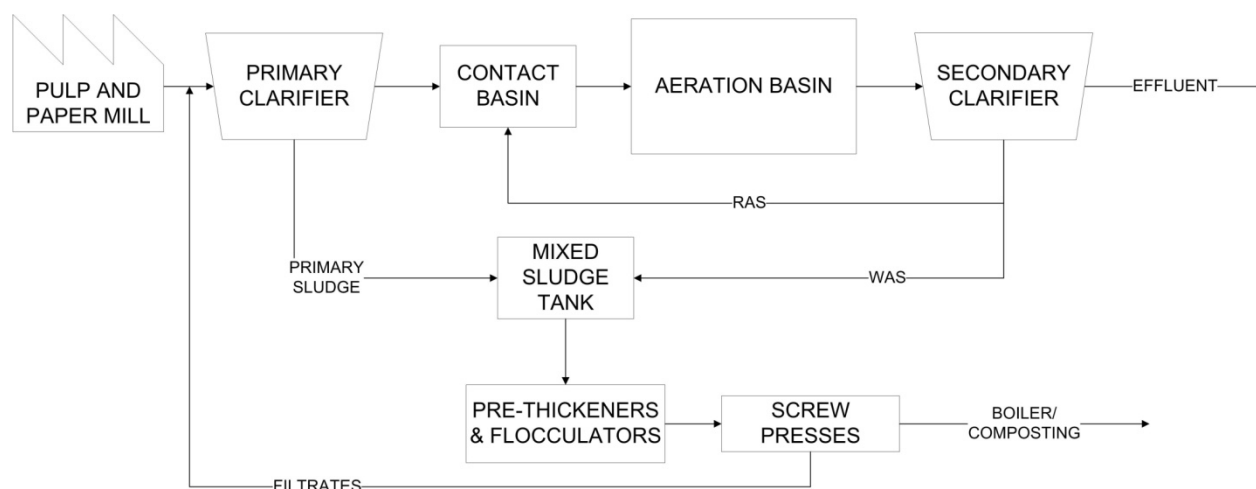 PULP AND
PAPER MILL
PRIMARY
CLARIFIER
CONTACT
BASIN
AERATION BASIN
SECONDARY
CLARIFIER
EFFLUENT
RAS
PRIMARY
SLUDGE
MIXED
SLUDGE
TANK
WAS
PRE-THICKENERS
& FLOCCULATORS
SCREW
PRESSES
BOILER/
COMPOSTING
FILTRATES